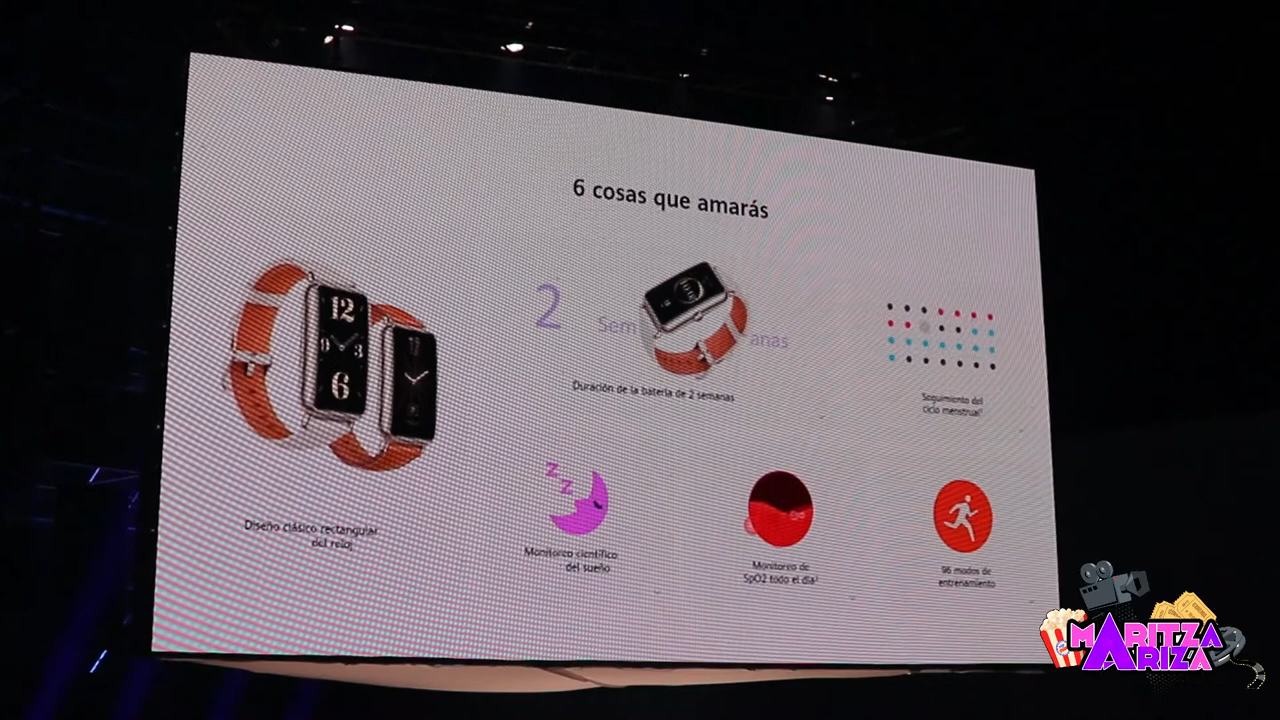 6 cosas que amarás
12
9 3
6
2
Sem anas
Duración de la batería de 2 semanas
Seguimiento del
ciclo menstrual²
Diseño clásico rectangular
del reloj
z
z
Monitoreo científico
del sueño
Monitoreo de
SpO2 todo el día³
96 modos de
entrenamiento
MARITZA
ARIZA